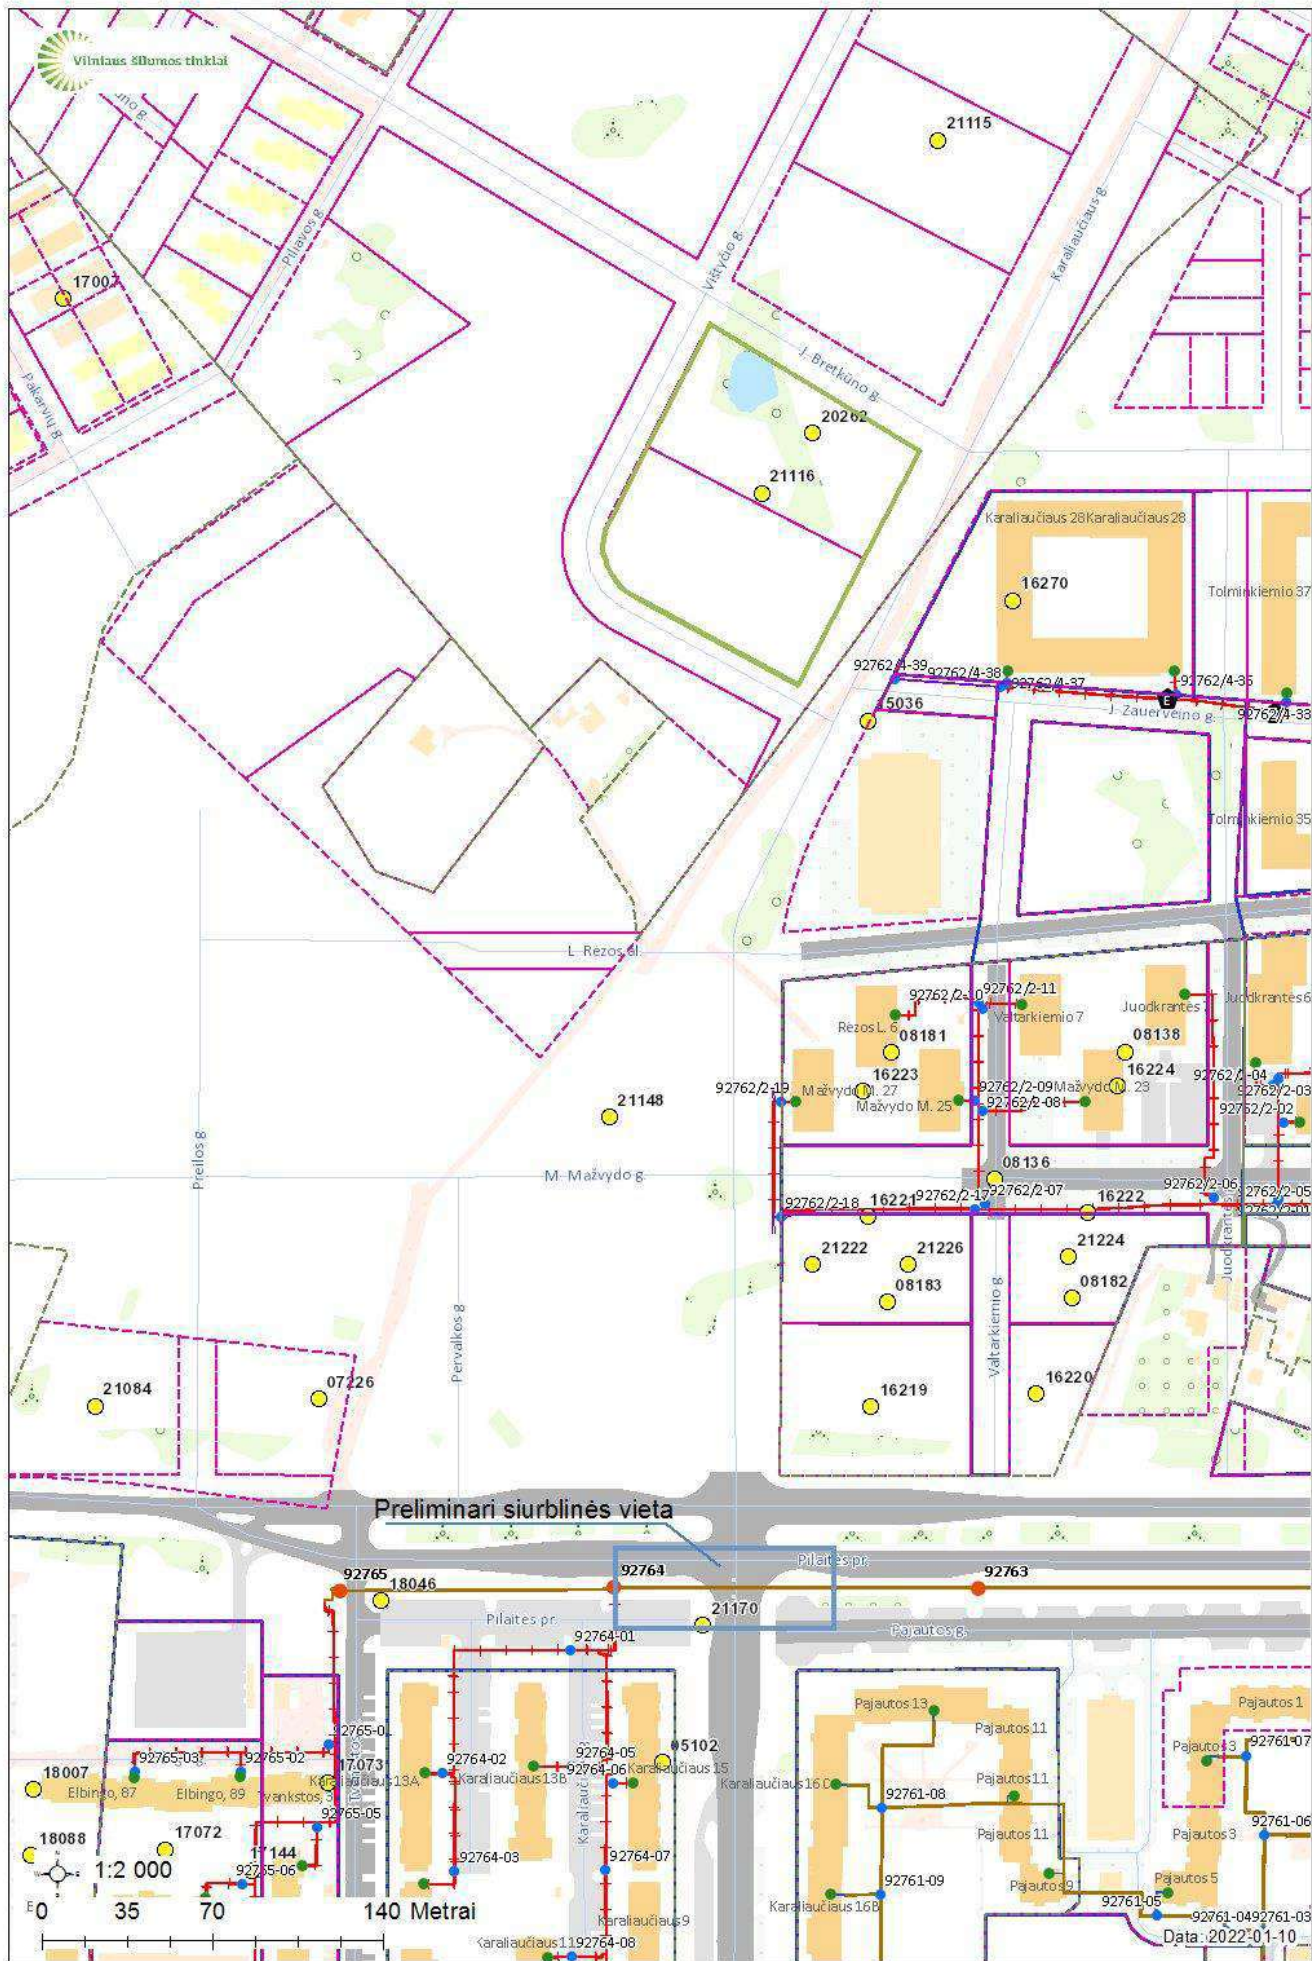 Vilniaus šilumos tinklai
21115
Piliavos g.
Vištyčio g.
Karaliaučiaus g.
17007
Pakarvių g.
J. Bretkūno g.
20262
21116
Karaliaučiaus 28
Karaliaučiaus 28
16270
Tolminkiemio 37
92762/4-39
92762/4-38
92762/4-37
92762/4-35
E
J. Zauerveino g.
92762/4-33
15036
Tolminkiemio 35
L. Rėzos al.
92762/2-10
92762/2-11
Rėzos L. 6
Valtarkiemio 7
Juodkrantės
Juodkrantės 6
08181
08138
92762/2-19
16223
Mažvydo M. 27
92762/2-09
Mažvydo M. 23
16224
92762/2-04
92762/2-03
Mažvydo M. 25
92762/2-08
92762/2-02
21148
Preilos g.
M. Mažvydo g.
08136
92762/2-18
16221
92762/2-17
92762/2-07
16222
92762/2-06
92762/2-05
92762/2-01
21222
21226
21224
08183
08182
Pervalkos g.
Valtarkiemio g.
21084
07226
16219
16220
Preliminari siurblinės vieta
Pilaitės pr.
92765
18046
92764
92763
21170
Pilaitės pr.
Pajautos g.
92764-01
Pajautos 13
Pajautos 11
Pajautos 1
92765-03
92765-02
17073
92764-02
92764-05
05102
Pajautos 3
92761-07
18007
Elbingo, 87
Elbingo, 89
Karaliaučiaus 13A
Karaliaučiaus 13B
92764-06
Karaliaučiaus 15
Karaliaučiaus 16C
Pajautos 11
92761-08
92765-05
Pajautos 11
Pajautos 3
92761-06
18088
17072
17144
1:2 000
92765-06
92764-03
92764-07
92761-09
Pajautos 9
Pajautos 5
Karaliaučiaus 16B
92761-05
92761-04
92761-03
0 35 70 140 Metrai
Karaliaučiaus 9
Karaliaučiaus 11
92764-08
Data: 2022-01-10